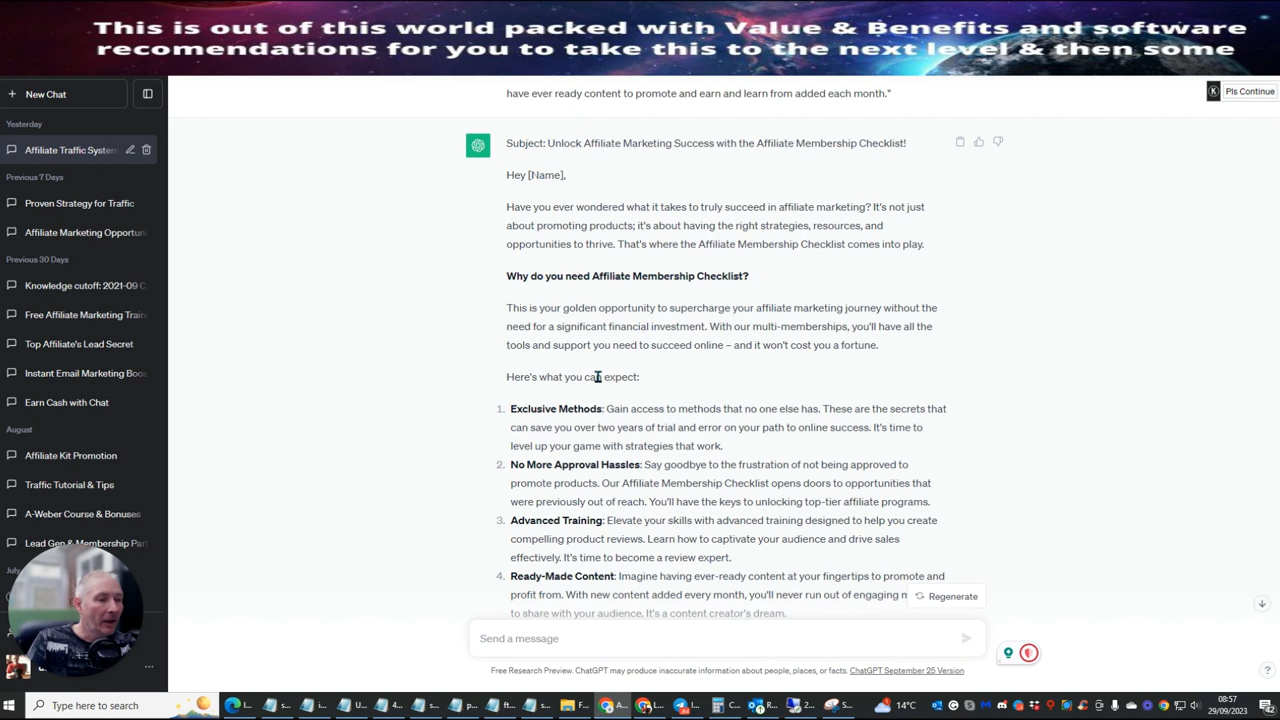 This is out of this world packed with Value & Benefits and software
recomendations for you to take this to the next level & then some
New Chat
Yesterday
Affiliate Traffic System
Previous 7 Days
Proven Strategy for Traffic
Affiliate Marketing Opportun
Previous 30 Days
Knowledge cutoff: 2021-09 C
Free Affiliate Marketing Train
Top Affiliate's Lead Secret
Instant Email Marketing Boo
Earn Cash with Chat
August
Affiliate Kit Promotion
Traffic Tutorial & Tips
A-Weber Course & Bonuses
Lead Gen & Membership Par
have ever ready content to promote and earn and learn from added each month."
K Pls Continue
Subject: Unlock Affiliate Marketing Success with the Affiliate Membership Checklist!
Hey [Name],
Have you ever wondered what it takes to truly succeed in affiliate marketing? It's not just
about promoting products; it's about having the right strategies, resources, and
opportunities to thrive. That's where the Affiliate Membership Checklist comes into play.
Why do you need Affiliate Membership Checklist?
This is your golden opportunity to supercharge your affiliate marketing journey without the
need for a significant financial investment. With our multi-memberships, you'll have all the
tools and support you need to succeed online – and it won't cost you a fortune.
Here's what you can expect:
1. Exclusive Methods: Gain access to methods that no one else has. These are the secrets that
can save you over two years of trial and error on your path to online success. It's time to
level up your game with strategies that work.
2. No More Approval Hassles: Say goodbye to the frustration of not being approved to
promote products. Our Affiliate Membership Checklist opens doors to opportunities that
were previously out of reach. You'll have the keys to unlocking top-tier affiliate programs.
3. Advanced Training: Elevate your skills with advanced training designed to help you create
compelling product reviews. Learn how to captivate your audience and drive sales
effectively. It's time to become a review expert.
4. Ready-Made Content: Imagine having ever-ready content at your fingertips to promote and
profit from. With new content added every month, you'll never run out of engaging
to share with your audience. It's a content creator's dream.
Regenerate
Send a message
Free Research Preview. ChatGPT may produce inaccurate information about people, places, or facts. ChatGPT September 25 Version
?
Type here to search
14°C
ENG
08:57
29/09/2023